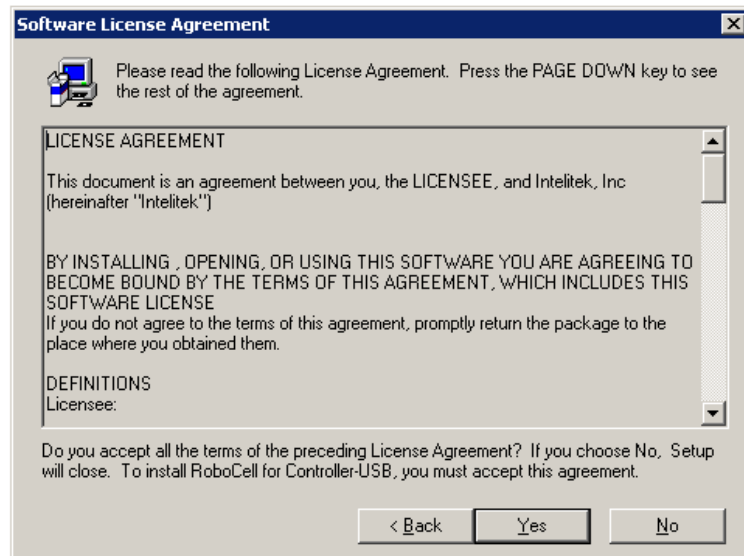 Software License Agreement
Please read the following License Agreement. Press the PAGE DOWN key to see
the rest of the agreement.
LICENSE AGREEMENT
This document is an agreement between you, the LICENSEE, and Intelitek, Inc
(hereinafter "Intelitek")
BY INSTALLING , OPENING, OR USING THIS SOFTWARE YOU ARE AGREEING TO
BECOME BOUND BY THE TERMS OF THIS AGREEMENT, WHICH INCLUDES THIS
SOFTWARE LICENSE
If you do not agree to the terms of this agreement, promptly return the package to the
place where you obtained them.
DEFINITIONS
Licensee:
Do you accept all the terms of the preceding License Agreement? If you choose No, Setup
will close. To install RoboCell for Controller-USB, you must accept this agreement.
< Back Yes No